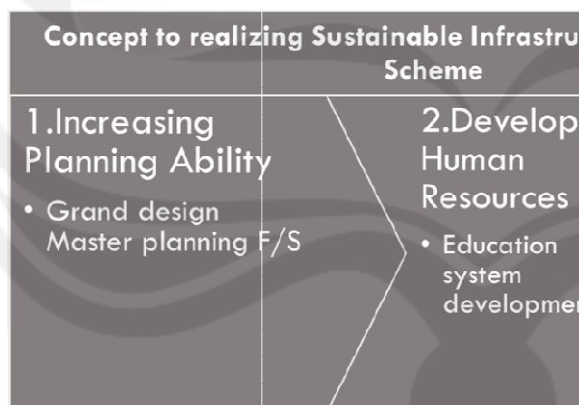 Concept to realizing Sustainable Infrastru
Scheme
1.Increasing
Planning Ability
• Grand design
Master planning F/S
2.Develop
Human
Resources
• Education
system
developmen